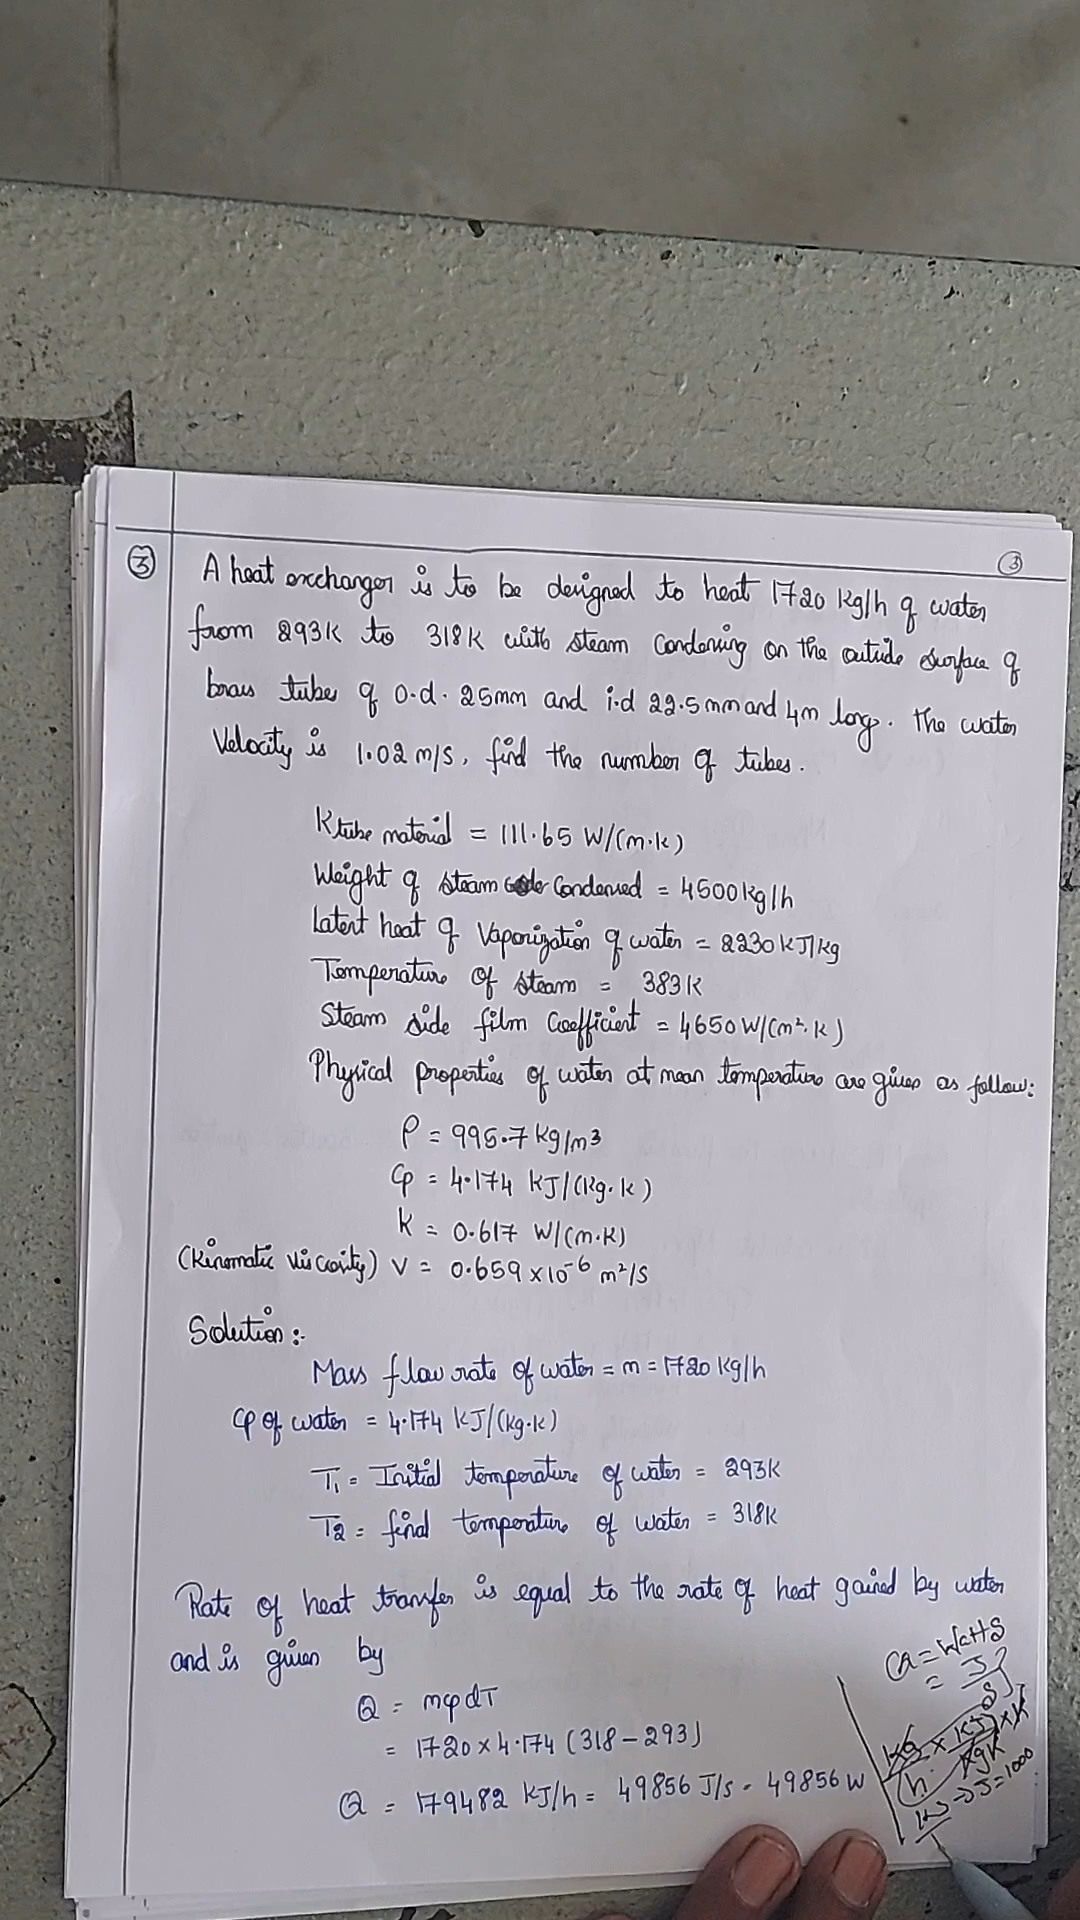 ③ ③
A heat exchanger is to be designed to heat 1720 kg/h of water
from 293K to 318K with steam condensing on the outside surface of
brass tubes of o.d. 25mm and i.d 22.5mm and 4m long. The water
Velocity is 1.02 m/s, find the number of tubes.
K tube material = 111.65 W/(m.k)
Weight of steam condensed = 4500kg/h
Latent heat of Vaporization of water = 2230 kJ/kg
Temperature of steam = 383K
Steam side film Coefficient = 4650 W/(m².k)
Physical properties of water at mean temperature are given as follow:
ρ = 995.7 kg/m³
Cp = 4.174 kJ/(kg.k)
k = 0.617 W/(m.K)
(Kinematic viscosity) ν = 0.659 x 10⁻⁶ m²/s
Solution :-
Mass flow rate of water = m = 1720 kg/h
Cp of water = 4.174 kJ/(kg.k)
T₁ = Initial temperature of water = 293K
T₂ = final temperature of water = 318K
Rate of heat transfer is equal to the rate of heat gained by water
and is given by
Q = mcpdT
= 1720 x 4.174 (318 - 293)
Q = 179482 kJ/h = 49856 J/s = 49856 W
= Watts
= J/s
kg/h x kJ/kgK x K
kJ → J = 1000